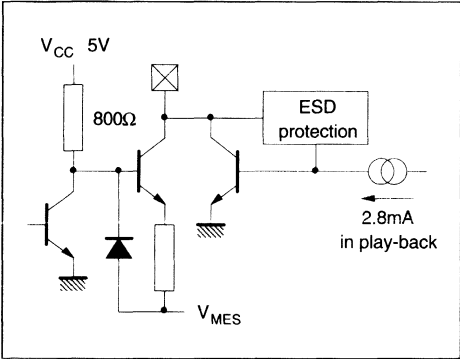 V_CC 5V
800Ω
ESD
protection
2.8mA
in play-back
V_MES